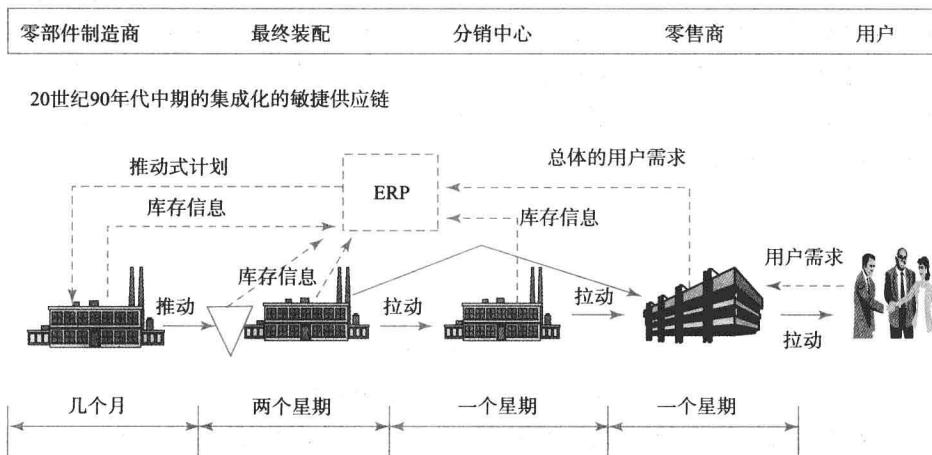 零部件制造商 最终装配 分销中心 零售商 用户
20世纪90年代中期的集成化的敏捷供应链
推动式计划
总体的用户需求
ERP
库存信息
库存信息
库存信息
用户需求
推动
拉动
拉动
拉动
几个月 两个星期 一个星期 一个星期